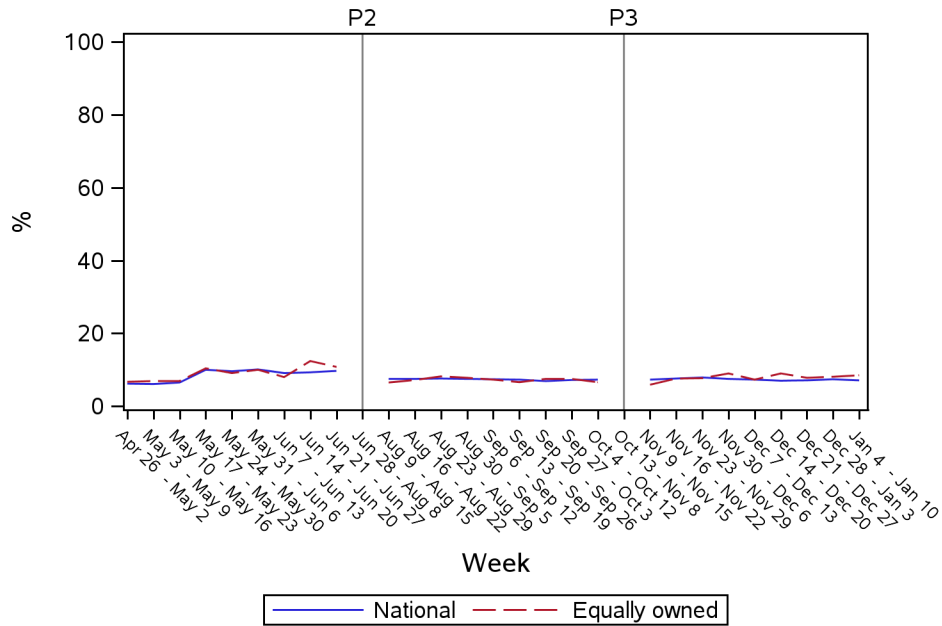 P2 P3
100
80
60
40
20
0
%
Apr 26 - May 2
May 3 - May 9
May 10 - May 16
May 17 - May 23
May 24 - May 30
May 31 - Jun 6
Jun 7 - Jun 13
Jun 14 - Jun 20
Jun 21 - Jun 27
Jun 28 - Aug 8
Aug 9 - Aug 15
Aug 16 - Aug 22
Aug 23 - Aug 29
Aug 30 - Sep 5
Sep 6 - Sep 12
Sep 13 - Sep 19
Sep 20 - Sep 26
Sep 27 - Oct 3
Oct 4 - Oct 12
Oct 13 - Nov 8
Nov 9 - Nov 15
Nov 16 - Nov 22
Nov 23 - Nov 29
Nov 30 - Dec 6
Dec 7 - Dec 13
Dec 14 - Dec 20
Dec 21 - Dec 27
Dec 28 - Jan 3
Jan 4 - Jan 10
Week
National Equally owned